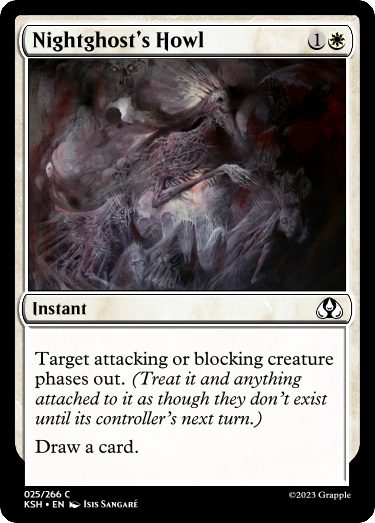 Nightghost's Howl 1
Instant
Target attacking or blocking creature
phases out. (Treat it and anything
attached to it as though they don't exist
until its controller's next turn.)
Draw a card.
025/266 C
KSH • EN Isis Sangaré
©2023 Grapple